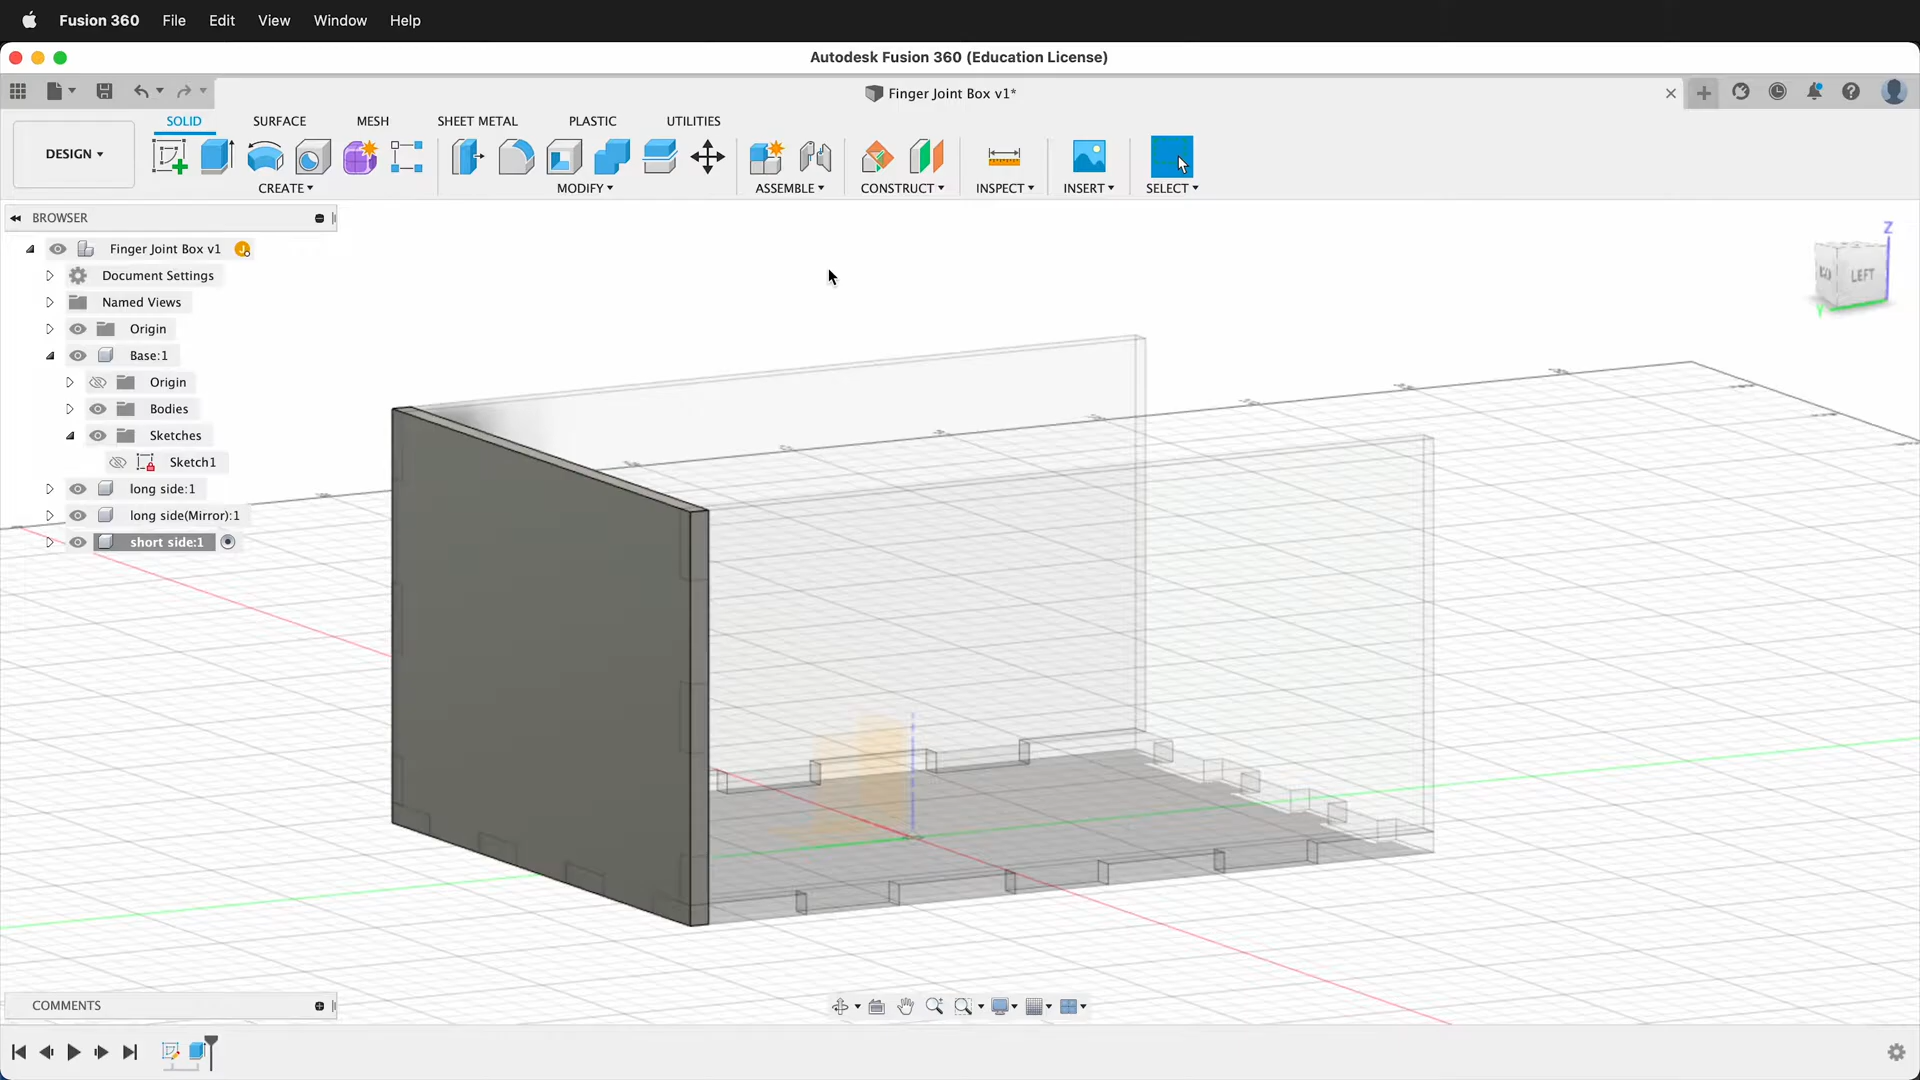 Fusion 360 File Edit View Window Help
Autodesk Fusion 360 (Education License)
Finger Joint Box v1*
DESIGN
SOLID SURFACE MESH SHEET METAL PLASTIC UTILITIES
CREATE MODIFY ASSEMBLE CONSTRUCT INSPECT INSERT SELECT
BROWSER
Finger Joint Box v1
Document Settings
Named Views
Origin
Base:1
Origin
Bodies
Sketches
Sketch1
long side:1
long side(Mirror):1
short side:1
Z
LEFT
Y
COMMENTS